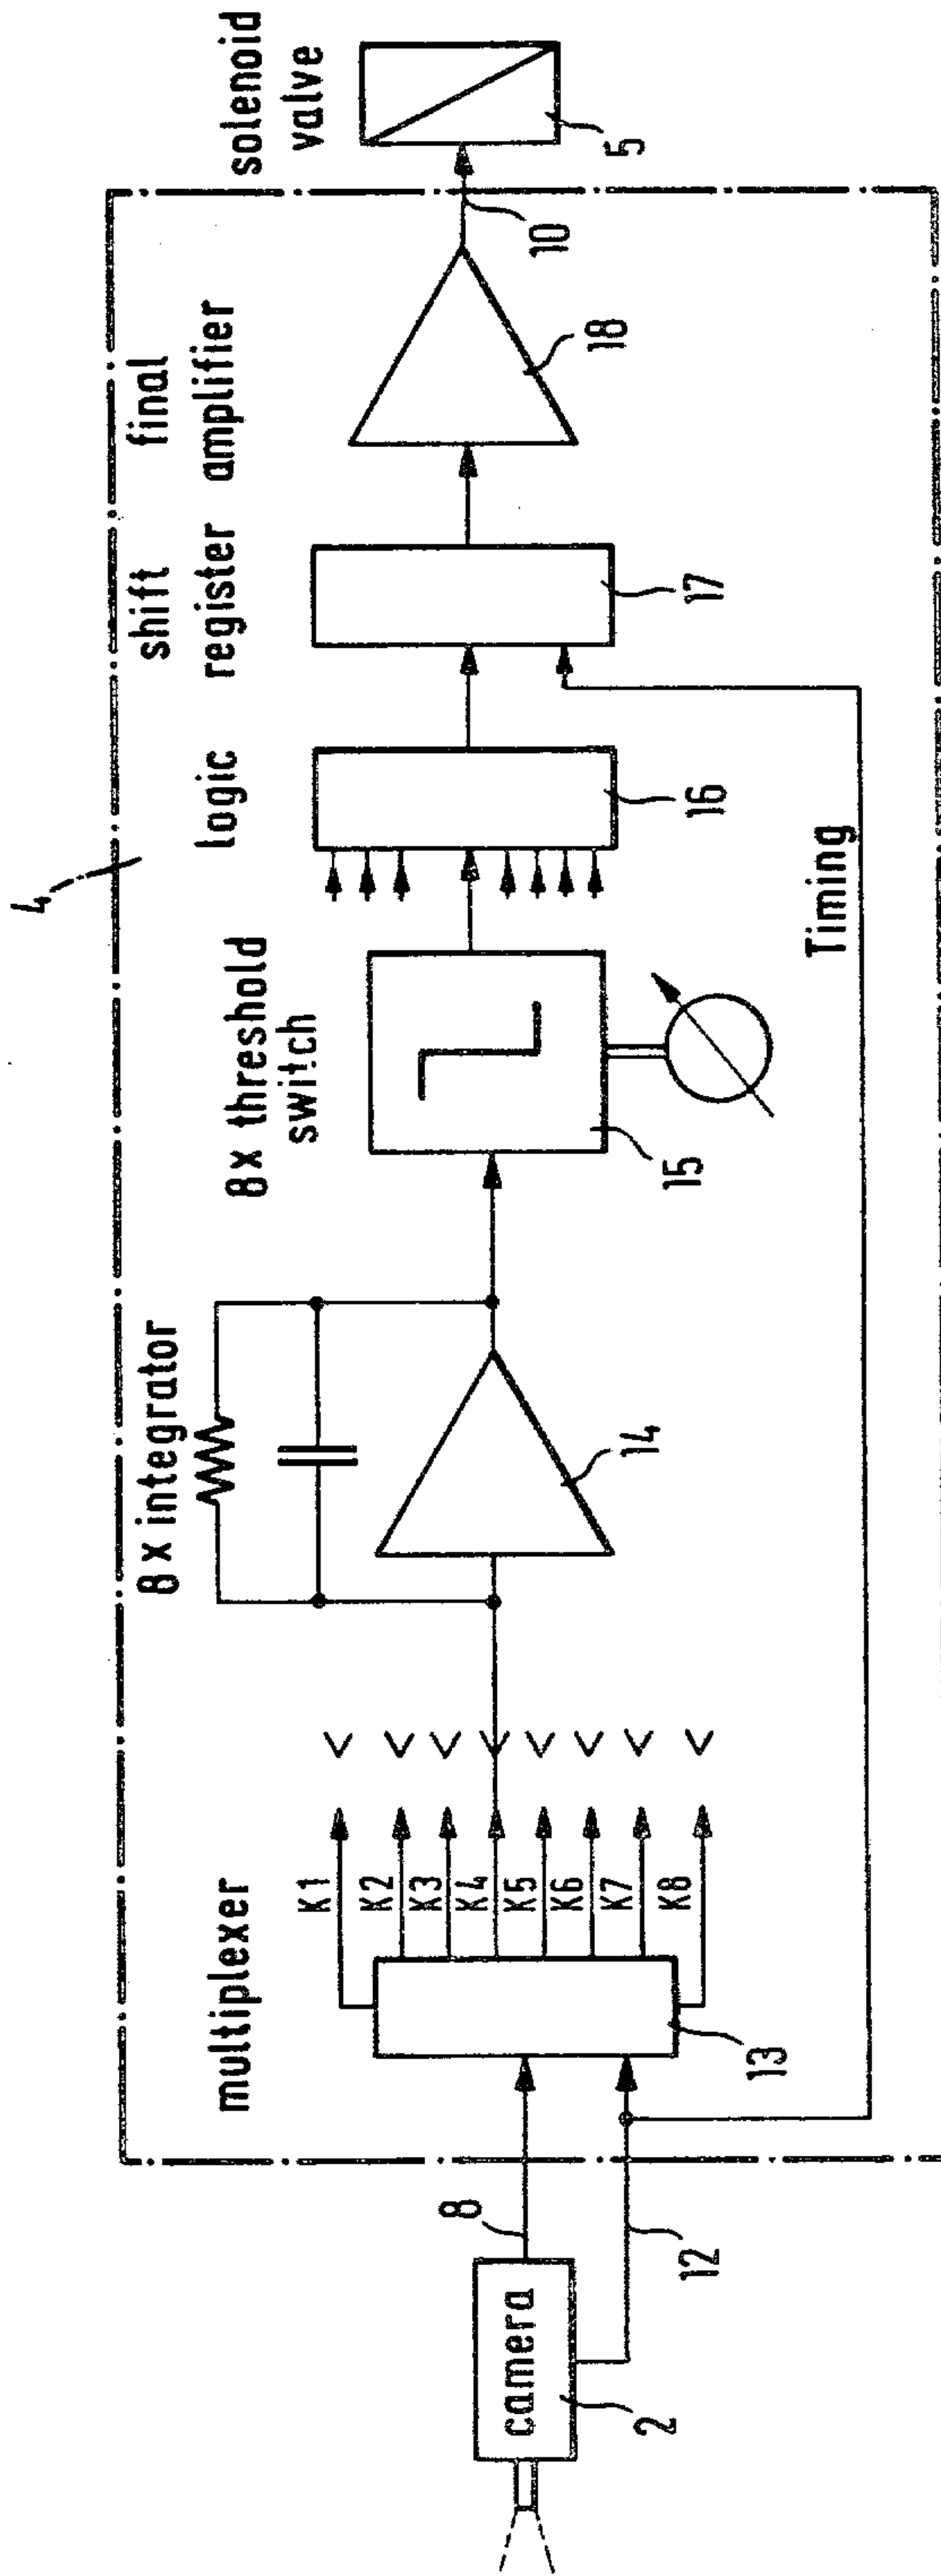 4
multiplexer
8 x integrator
8x threshold
switch
logic
shift
register
final
amplifier
solenoid
valve
K1
K2
K3
K4
K5
K6
K7
K8
camera
2
8
12
13
14
15
16
17
18
10
5
Timing